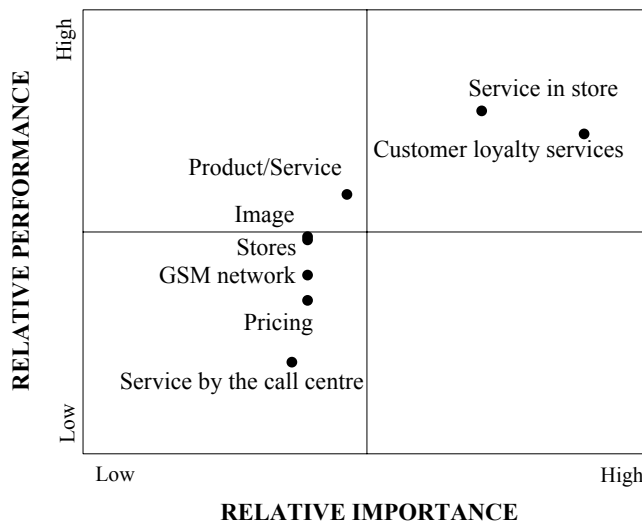 High
Service in store
Customer loyalty services
Product/Service
Image
Stores
GSM network
Pricing
Service by the call centre
RELATIVE PERFORMANCE
Low
Low
High
RELATIVE IMPORTANCE